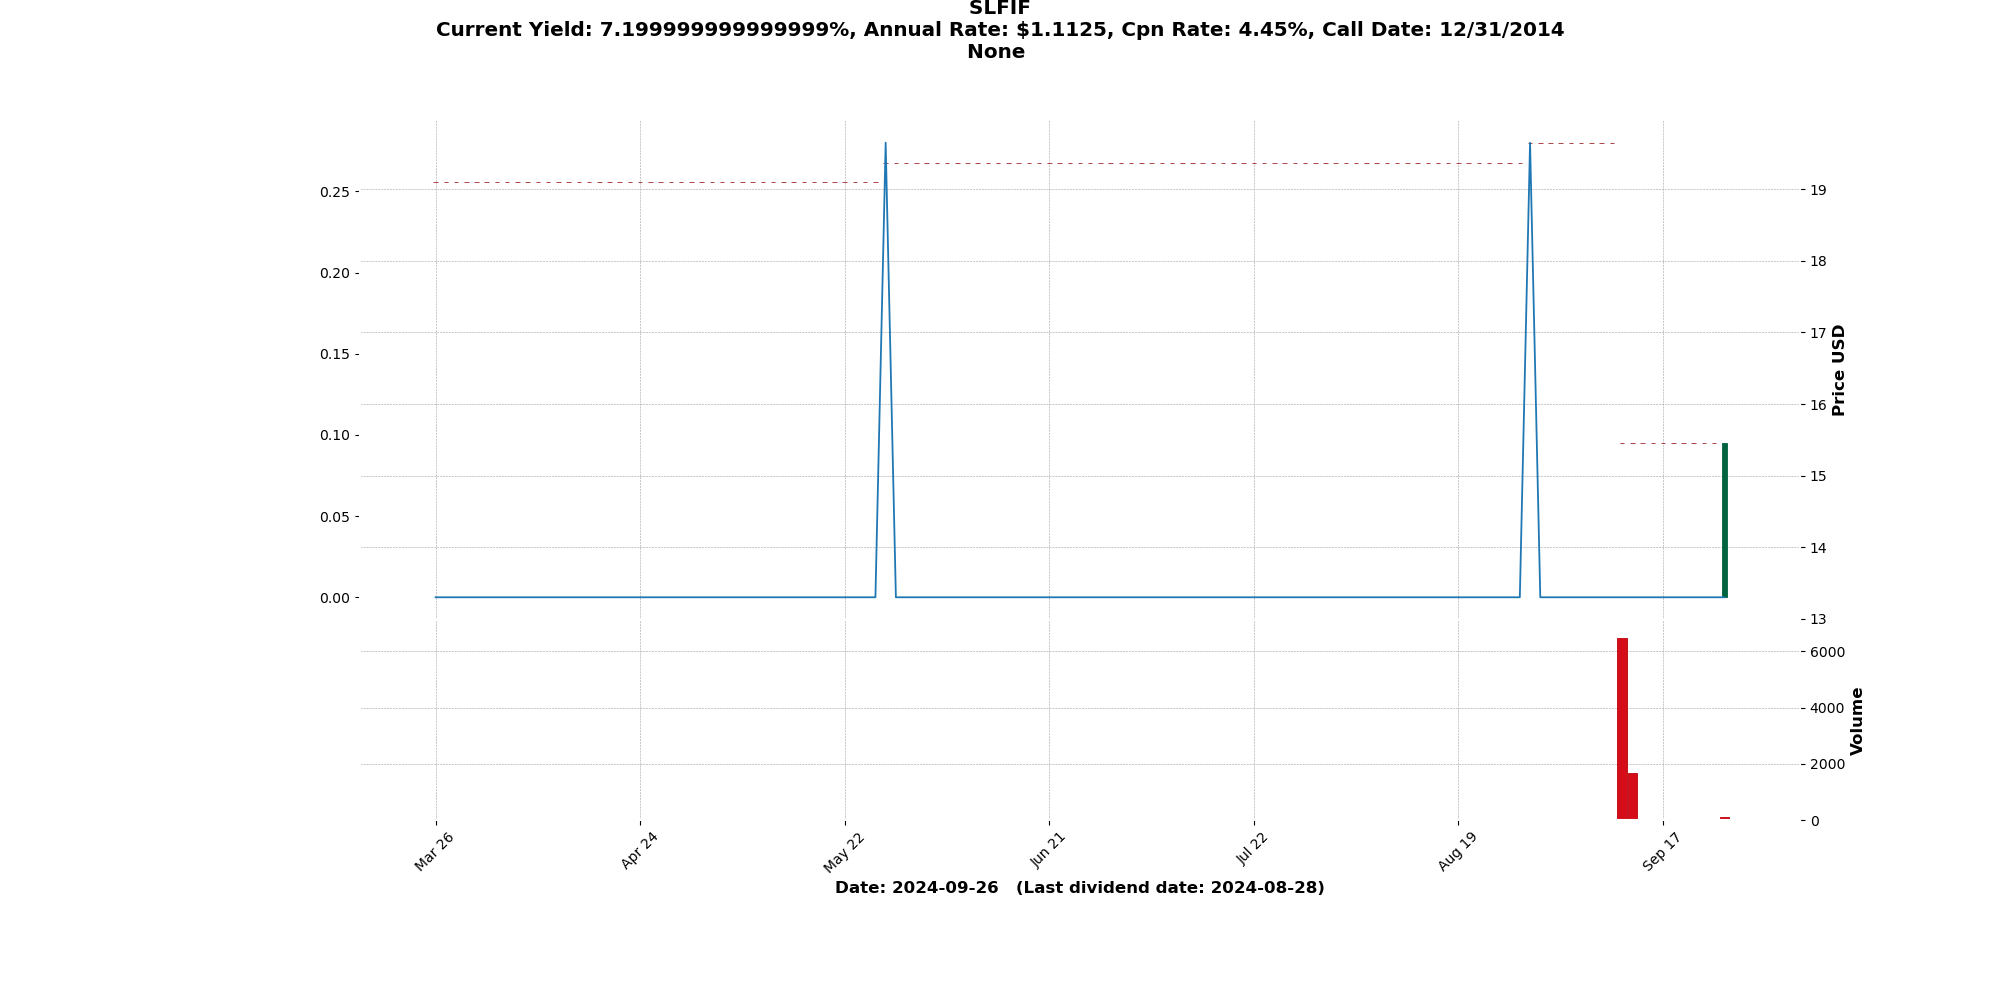 SLFIF
Current Yield: 7.199999999999999%, Annual Rate: $1.1125, Cpn Rate: 4.45%, Call Date: 12/31/2014
None
0.25
0.20
0.15
0.10
0.05
0.00
19
18
17
16
15
14
13
Price USD
6000
4000
2000
0
Volume
Mar 26
Apr 24
May 22
Jun 21
Jul 22
Aug 19
Sep 17
Date: 2024-09-26   (Last dividend date: 2024-08-28)